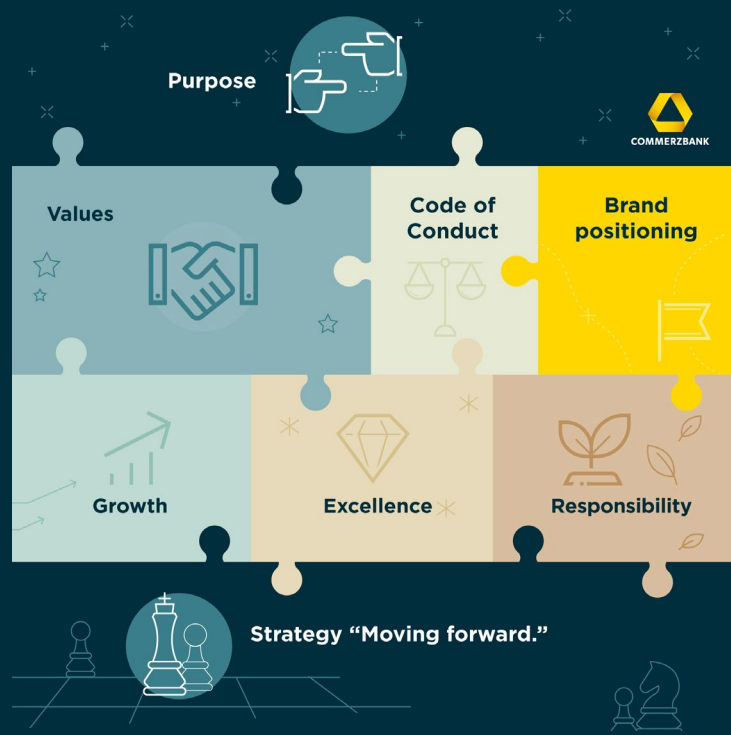 Purpose
COMMERZBANK
Values
Code of
Conduct
Brand
positioning
Growth
Excellence
Responsibility
Strategy “Moving forward.”